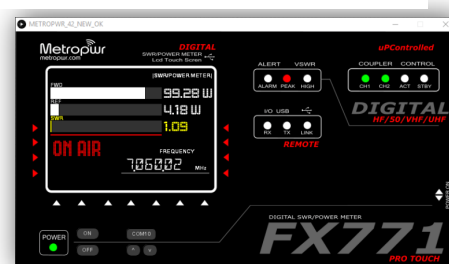 METROPWR_42_NEW_OK
Metropwr
metropwr.com
DIGITAL
SWR/POWER METER
Lcd Touch Screen
(SWR/POWER METER)
FWD
99.28 W
REF
4.18 W
SWR
1.09
ON AIR
FREQUENCY
7,060,02 MHz
uPControlled
ALERT VSWR
ALARM PEAK HIGH
COUPLER CONTROL
CH1 CH2 ACT STBY
I/O USB
RX TX LINK
REMOTE
DIGITAL
HF/50/VHF/UHF
POWER ON
DIGITAL SWR/POWER METER
FX771
PRO TOUCH
POWER
ON
OFF
COM10
^ v